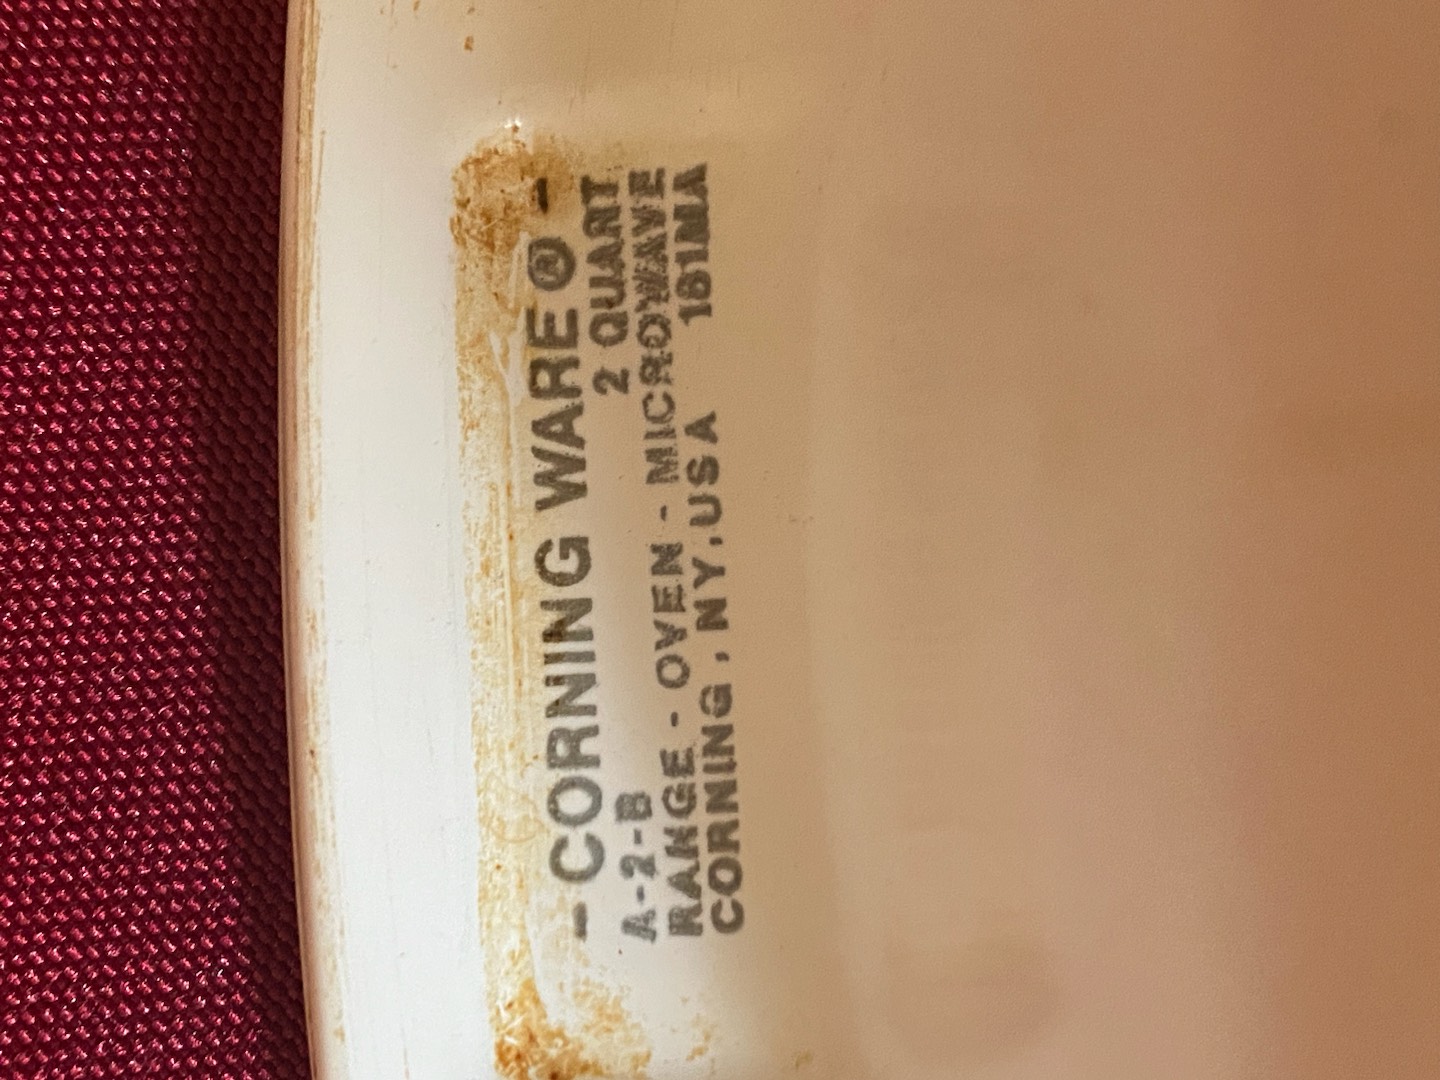 - CORNING WARE ® -
A-2-B 2 QUART
RANGE - OVEN - MICROWAVE
CORNING , NY, USA 161MA